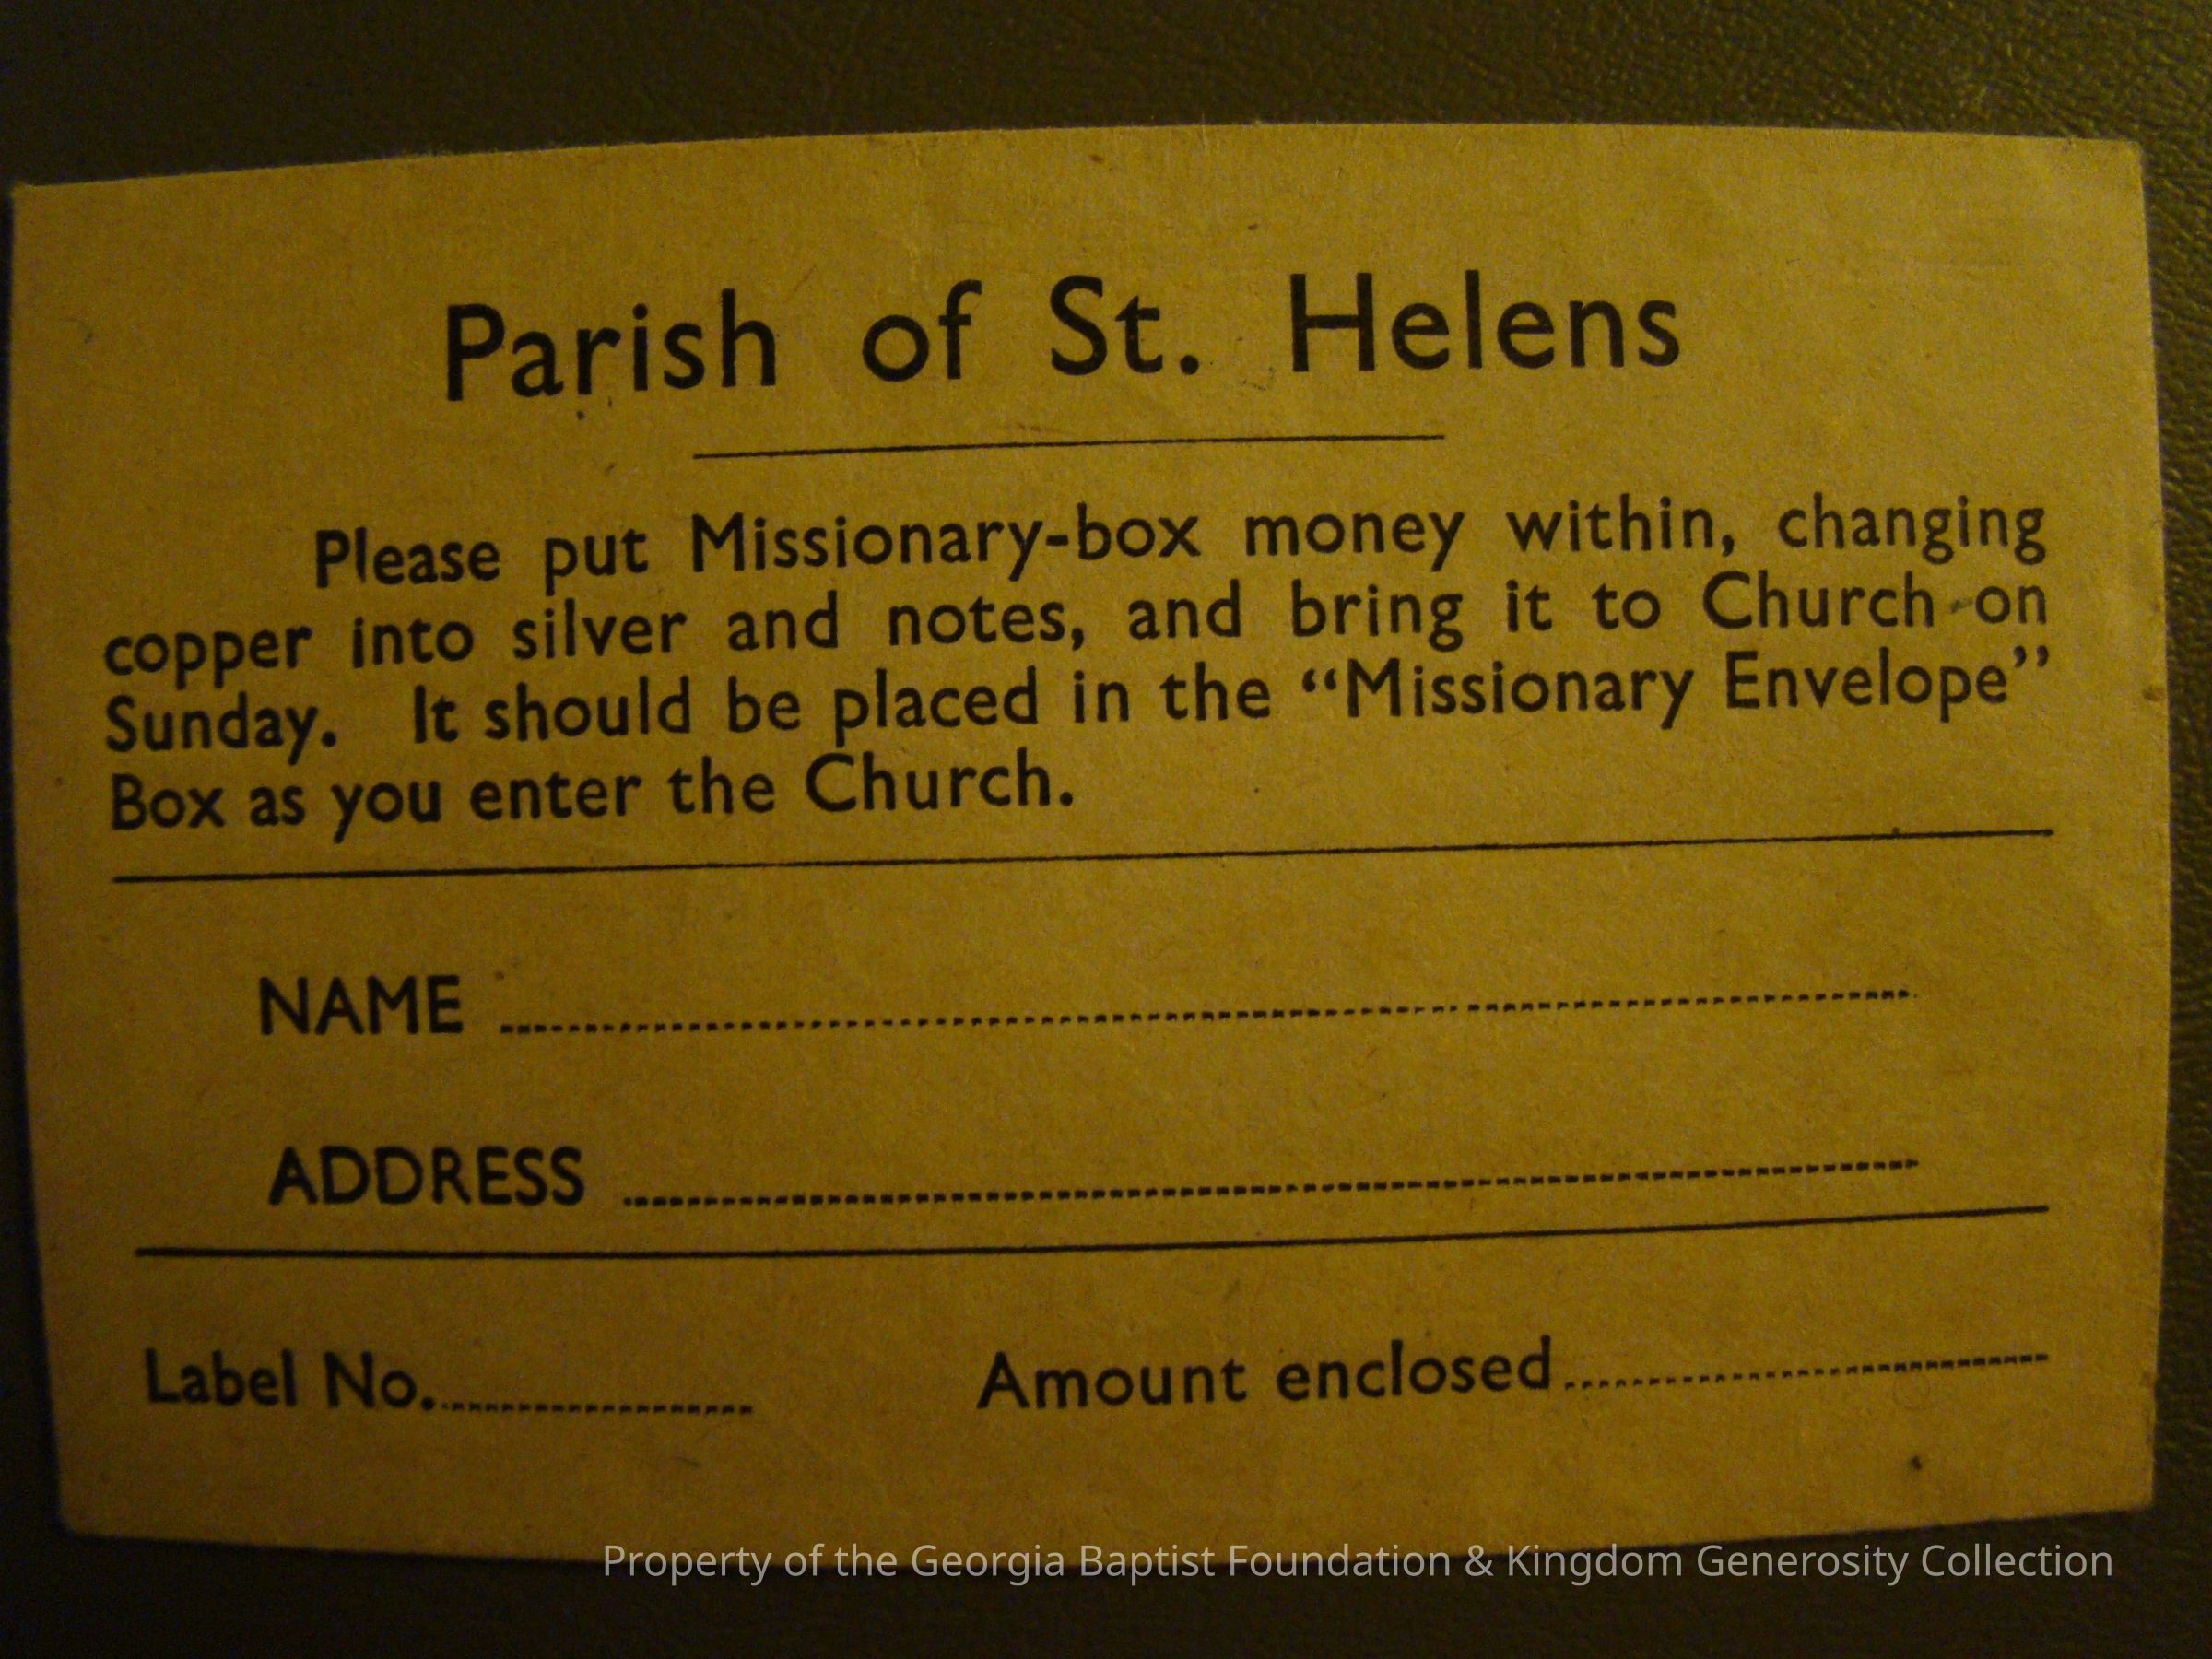 Parish of St. Helens
Please put Missionary-box money within, changing
copper into silver and notes, and bring it to Church on
Sunday. It should be placed in the “Missionary Envelope”
Box as you enter the Church.
NAME
ADDRESS
Label No. Amount enclosed
Property of the Georgia Baptist Foundation & Kingdom Generosity Collection